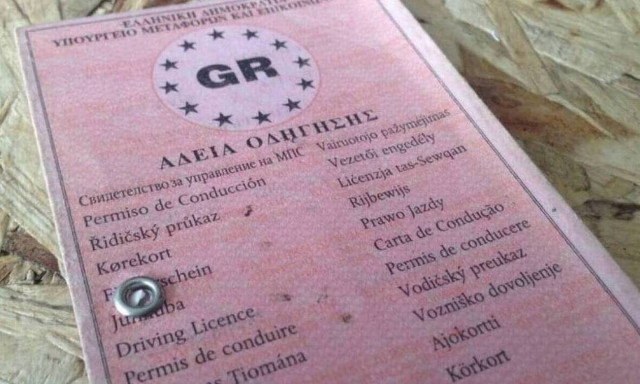 ΕΛΛΗΝΙΚΗ ΔΗΜΟΚΡΑΤΙΑ
ΥΠΟΥΡΓΕΙΟ ΜΕΤΑΦΟΡΩΝ ΚΑΙ
GR
ΑΔΕΙΑ ΟΔΗΓΗΣΗΣ
Свидетелство за управление на МПС
Permiso de Conducción
Řidičský průkaz
Kørekort
Driving Licence
Permis de conduire
Tiomána
Vairuotojo pažymėjimas
Vezetői engedély
Liċenzja tas-Sewqan
Rijbewijs
Prawo Jazdy
Carta de Condução
Permis de conducere
Vodičský preukaz
Vozniško dovoljenje
Ajokortti
Körkort